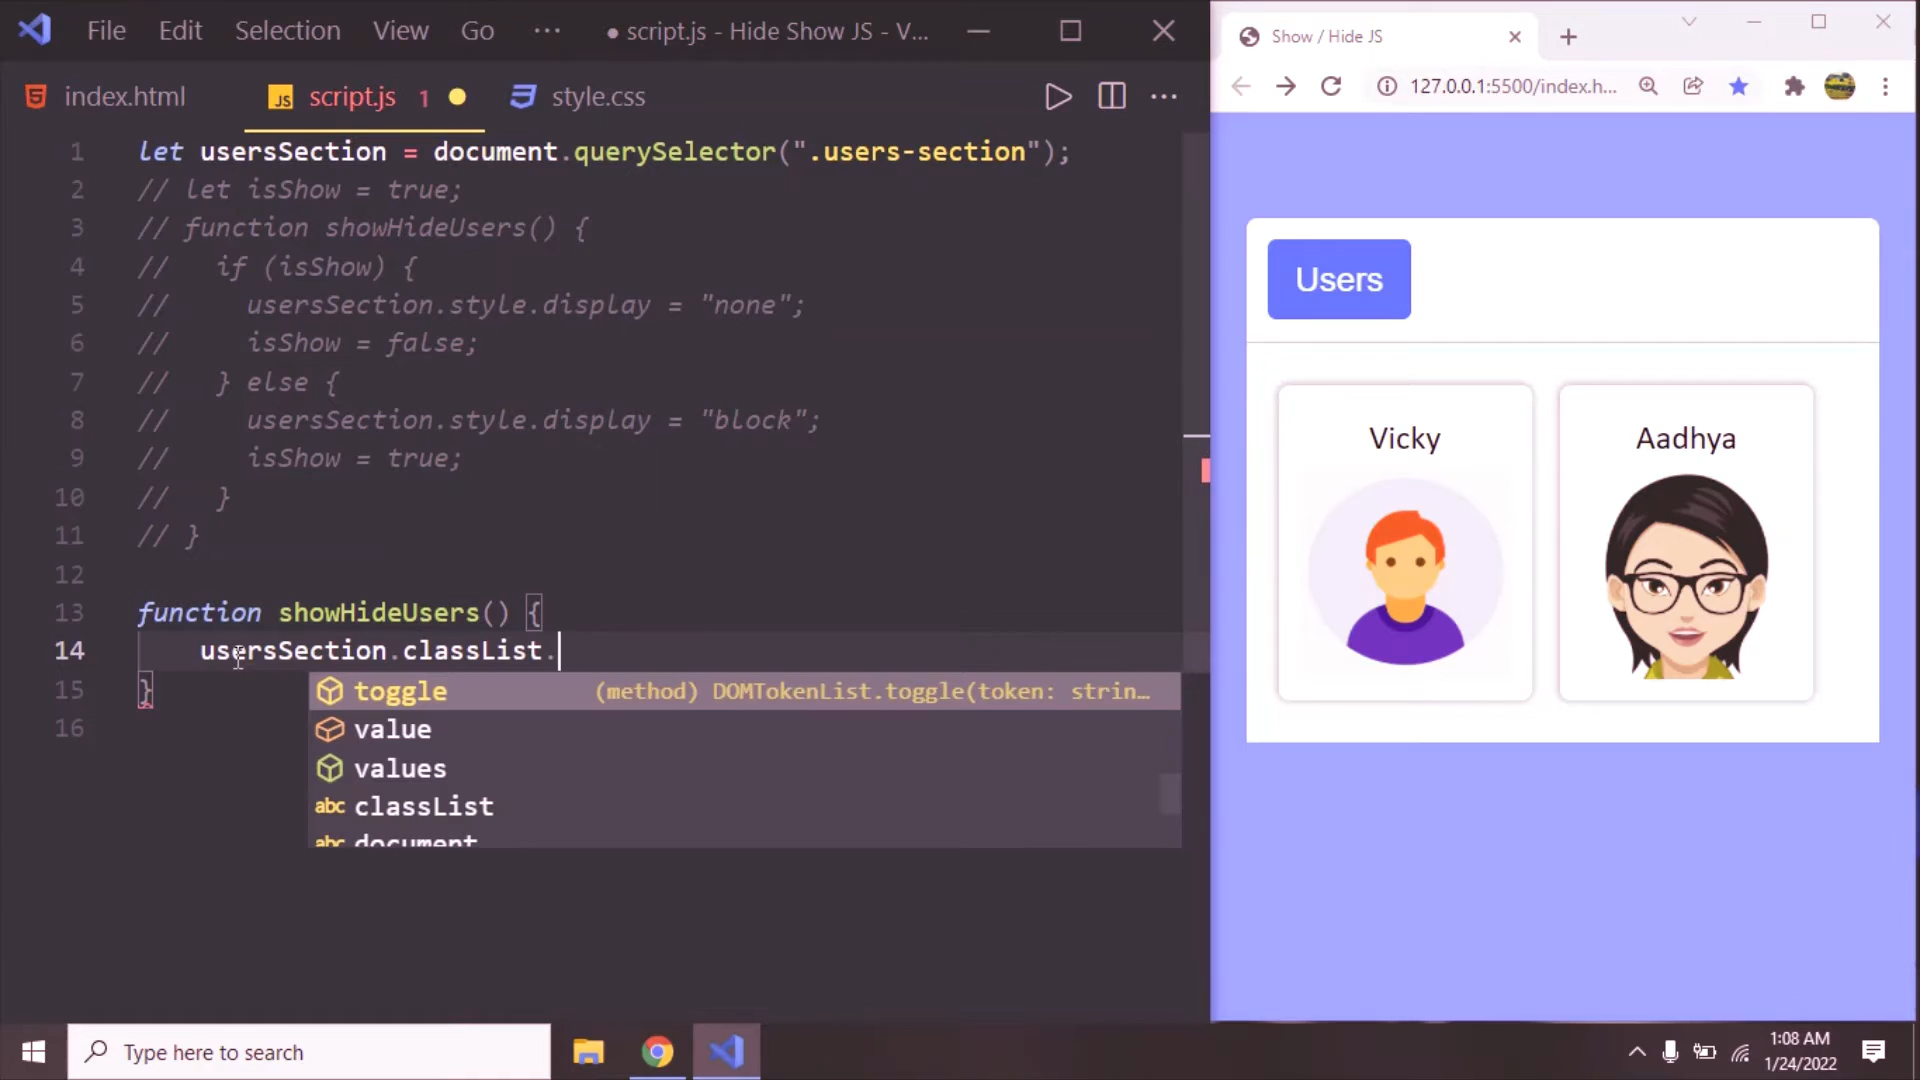 File Edit Selection View Go ··· ● script.js - Hide Show JS - V...
index.html script.js 1 style.css
1 let usersSection = document.querySelector(".users-section");
2 // let isShow = true;
3 // function showHideUsers() {
4 //   if (isShow) {
5 //     usersSection.style.display = "none";
6 //     isShow = false;
7 //   } else {
8 //     usersSection.style.display = "block";
9 //     isShow = true;
10 //   }
11 // }
12
13 function showHideUsers() {
14     usersSection.classList.
15 }
16
toggle (method) DOMTokenList.toggle(token: strin...
value
values
abc classList
abc document
Show / Hide JS
127.0.0.1:5500/index.h...
Users
Vicky Aadhya
Type here to search
1:08 AM
1/24/2022